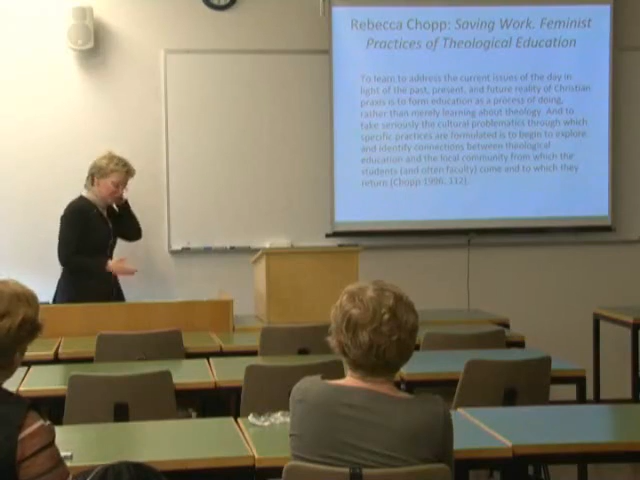 Rebecca Chopp: Saving Work. Feminist
Practices of Theological Education
To learn to address the current issues of the day in
light of the past, present, and future reality of Christian
praxis is to form education as a process of doing,
rather than merely learning about theology. And to
take seriously the cultural problematics through which
specific practices are formulated is to begin to explore
and identify connections between theological
education and the local community from which the
students (and often faculty) come and to which they
return (Chopp 1996, 112).